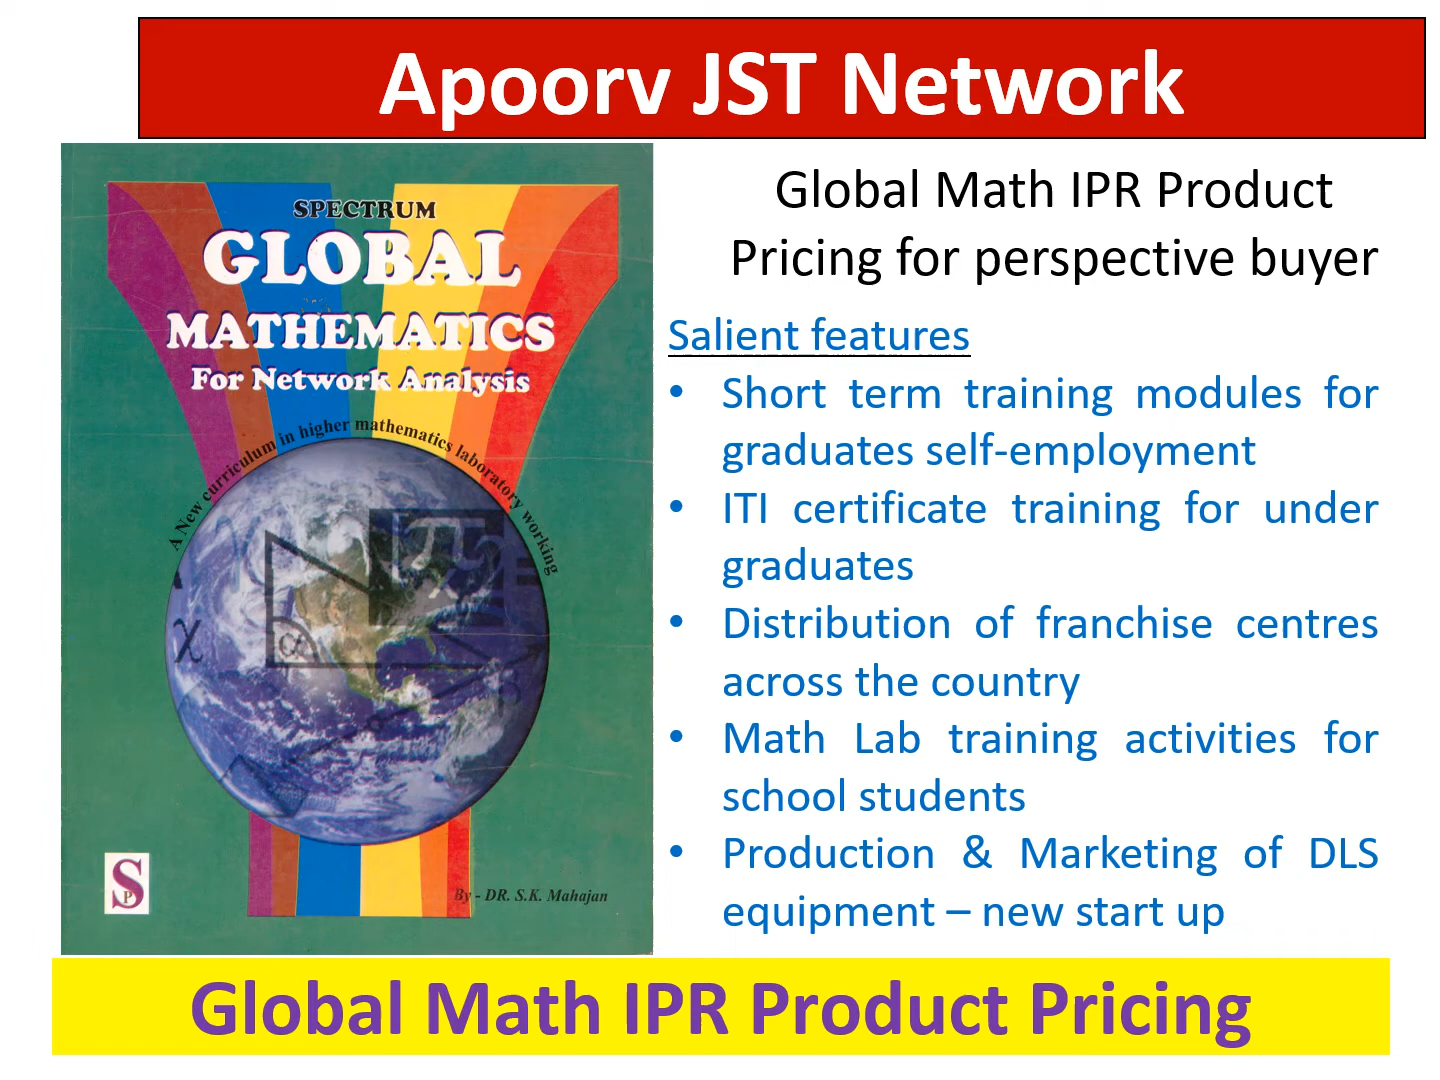 Apoorv JST Network
SPECTRUM
GLOBAL
MATHEMATICS
For Network Analysis
A New curriculum in higher mathematics laboratory working
π
x
α
χ
S
P
By - DR. S.K. Mahajan
Global Math IPR Product
Pricing for perspective buyer
Salient features
• Short term training modules for
graduates self-employment
• ITI certificate training for under
graduates
• Distribution of franchise centres
across the country
• Math Lab training activities for
school students
• Production & Marketing of DLS
equipment – new start up
Global Math IPR Product Pricing